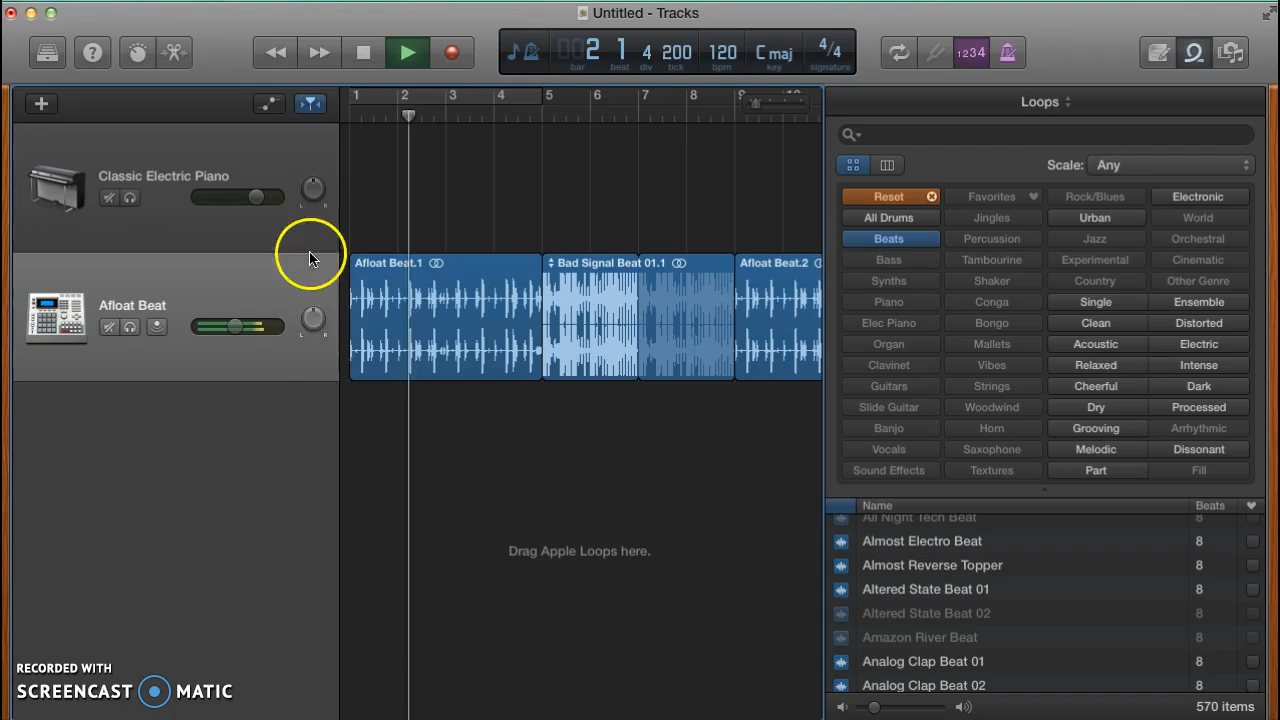 Untitled - Tracks
2 1 4 200 120 C maj 4/4
bar beat div tick bpm key signature
1234
1 2 3 4 5 6 7 8 9 10
Loops
Classic Electric Piano
L R
Scale: Any
Reset Favorites Rock/Blues Electronic
All Drums Jingles Urban World
Beats Percussion Jazz Orchestral
Bass Tambourine Experimental Cinematic
Synths Shaker Country Other Genre
Piano Conga Single Ensemble
Elec Piano Bongo Clean Distorted
Organ Mallets Acoustic Electric
Clavinet Vibes Relaxed Intense
Guitars Strings Cheerful Dark
Slide Guitar Woodwind Dry Processed
Banjo Horn Grooving Arrhythmic
Vocals Saxophone Melodic Dissonant
Sound Effects Textures Part Fill
Afloat Beat.1 Bad Signal Beat 01.1 Afloat Beat.2
Afloat Beat
L R
Drag Apple Loops here.
Name Beats
All Night Tech Beat 8
Almost Electro Beat 8
Almost Reverse Topper 8
Altered State Beat 01 8
Altered State Beat 02 8
Amazon River Beat 8
Analog Clap Beat 01 8
Analog Clap Beat 02 8
570 items
RECORDED WITH
SCREENCAST MATIC